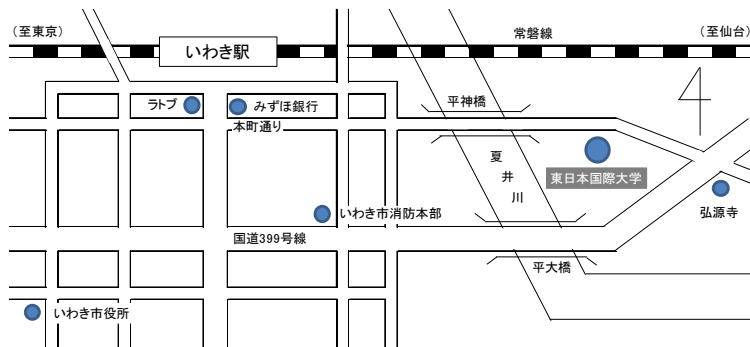 （至東京）
常磐線
（至仙台）
いわき駅
ラトブ
みずほ銀行
平神橋
本町通り
夏井川
東日本国際大学
弘源寺
いわき市消防本部
国道399号線
平大橋
いわき市役所